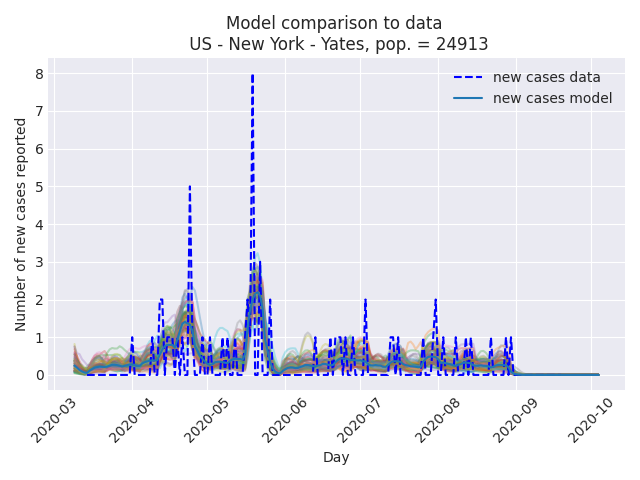 Model comparison to data
US - New York - Yates, pop. = 24913
new cases data
new cases model
Number of new cases reported
8
7
6
5
4
3
2
1
0
2020-03
2020-04
2020-05
2020-06
2020-07
2020-08
2020-09
2020-10
Day